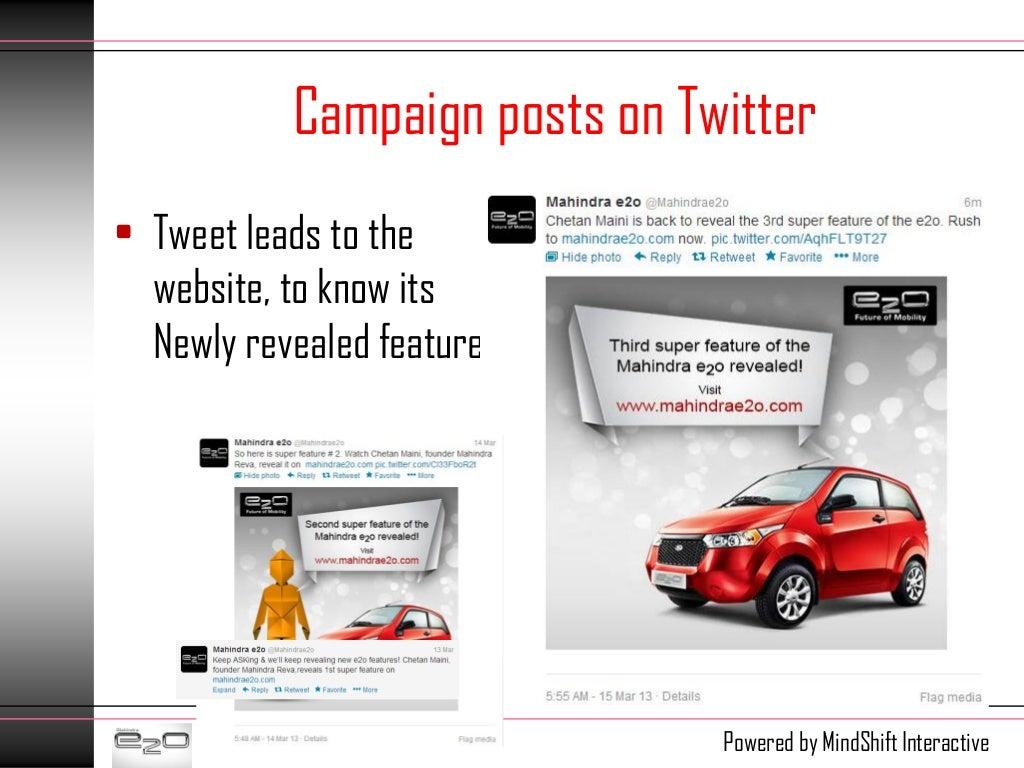 Campaign posts on Twitter
Tweet leads to the
website, to know its
Newly revealed feature
Mahindra e2o @Mahindrae2o 6m
Chetan Maini is back to reveal the 3rd super feature of the e2o. Rush
to mahindrae2o.com now. pic.twitter.com/AqhFLT9T27
Hide photo Reply Retweet Favorite More
e2o
Future of Mobility
Third super feature of the
Mahindra e2o revealed!
Visit
www.mahindrae2o.com
5:55 AM - 15 Mar 13 · Details Flag media
Mahindra e2o @Mahindrae2o 14 Mar
So here is super feature # 2. Watch Chetan Maini, founder Mahindra
Reva, reveal it on mahindrae2o.com pic.twitter.com/Cl33FboR2t
Hide photo Reply Retweet Favorite More
e2o
Future of Mobility
Second super feature of the
Mahindra e2o revealed!
Visit
www.mahindrae2o.com
Mahindra e2o @Mahindrae2o 13 Mar
Keep ASKing & we'll keep revealing new e2o features! Chetan Maini,
founder Mahindra Reva,reveals 1st super feature on
mahindrae2o.com
Expand Reply Retweet Favorite More
5:48 AM - 14 Mar 13 · Details Flag media
Mahindra
e2o
Powered by MindShift Interactive